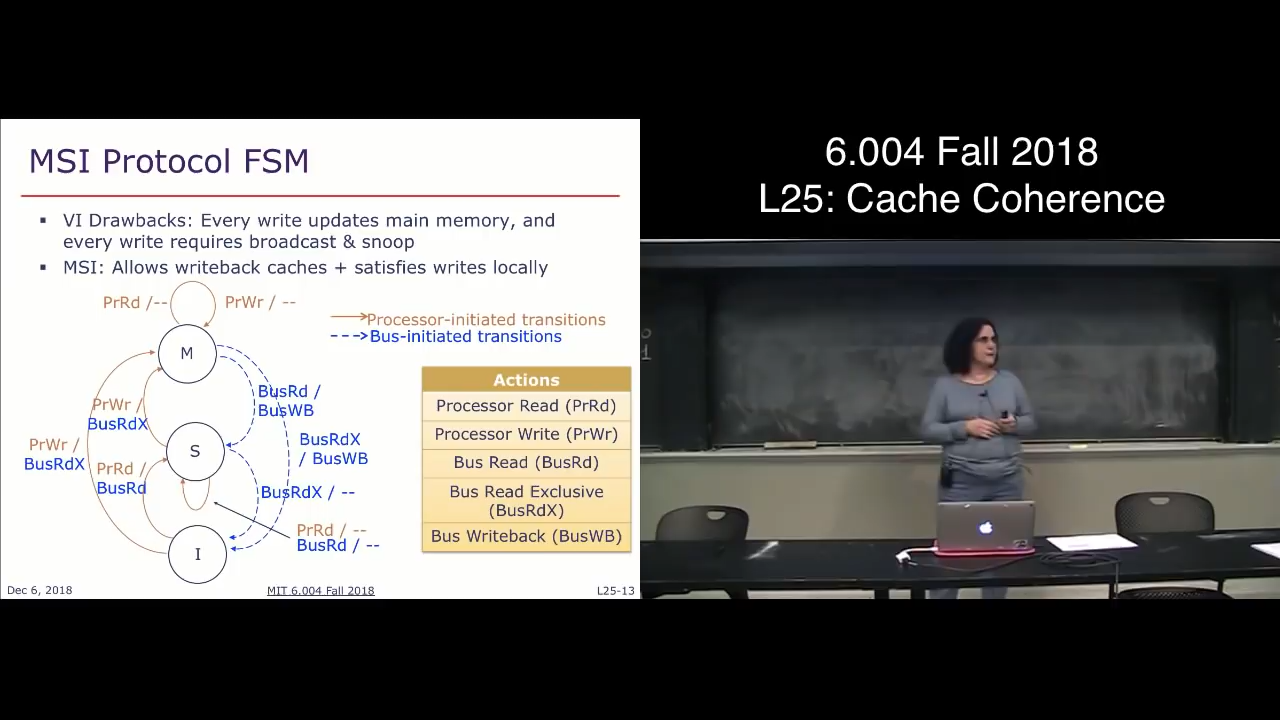 MSI Protocol FSM
▪ VI Drawbacks: Every write updates main memory, and
every write requires broadcast & snoop
▪ MSI: Allows writeback caches + satisfies writes locally
PrRd /--
PrWr / --
Processor-initiated transitions
Bus-initiated transitions
M
BusRd /
BusWB
PrWr /
BusRdX
BusRdX
/ BusWB
PrWr /
BusRdX
S
PrRd /
BusRd
BusRdX / --
PrRd / --
BusRd / --
I
Actions
Processor Read (PrRd)
Processor Write (PrWr)
Bus Read (BusRd)
Bus Read Exclusive
(BusRdX)
Bus Writeback (BusWB)
Dec 6, 2018
MIT 6.004 Fall 2018
L25-13
6.004 Fall 2018
L25: Cache Coherence